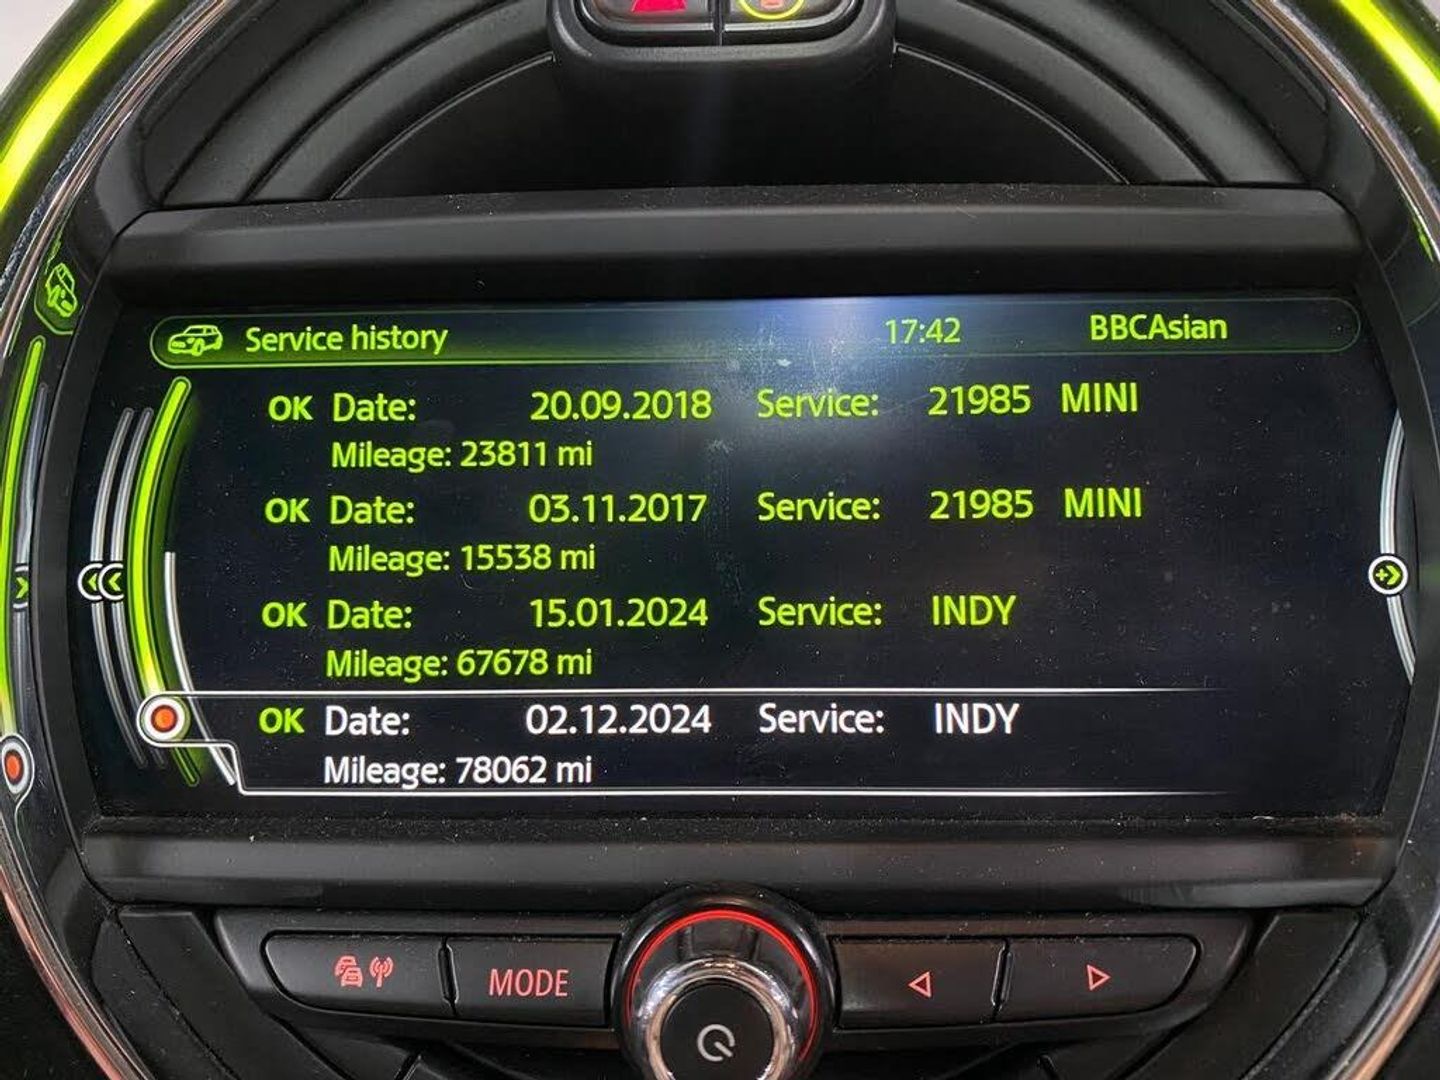 Service history 17:42 BBCAsian
OK Date: 20.09.2018 Service: 21985 MINI
Mileage: 23811 mi
OK Date: 03.11.2017 Service: 21985 MINI
Mileage: 15538 mi
OK Date: 15.01.2024 Service: INDY
Mileage: 67678 mi
OK Date: 02.12.2024 Service: INDY
Mileage: 78062 mi
MODE